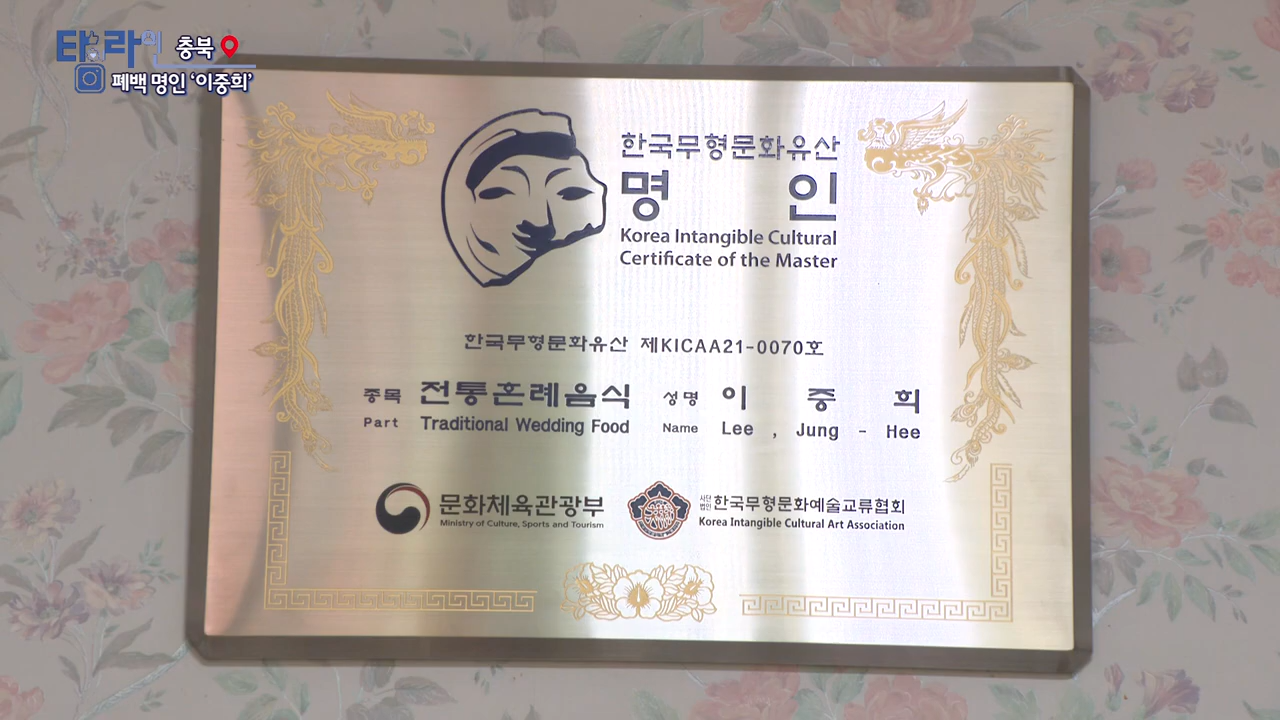 충북
폐백 명인 ‘이중희’
한국무형문화유산
명 인
Korea Intangible Cultural
Certificate of the Master
한국무형문화유산 제KICAA21-0070호
종목 전통혼례음식 성명 이 중 희
Part Traditional Wedding Food Name Lee , Jung - Hee
문화체육관광부
Ministry of Culture, Sports and Tourism
사단법인 한국무형문화예술교류협회
Korea Intangible Cultural Art Association